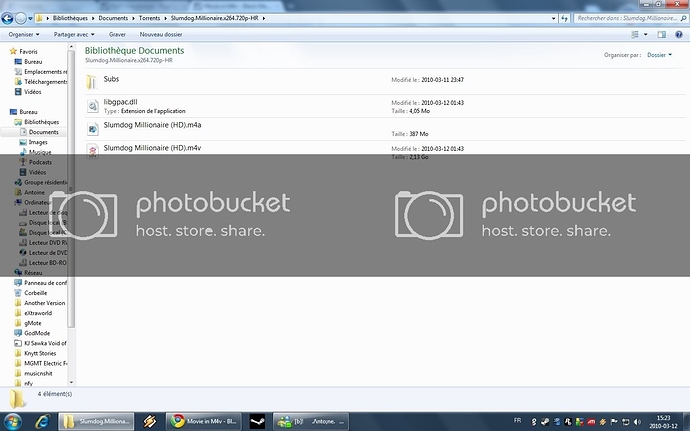 Bibliothèques ▸ Documents ▸ Torrents ▸ Slumdog.Millionaire.x264.720p-HR
Rechercher dans : Slumdog.Millionaire...
Organiser Partager avec Graver Nouveau dossier
Favoris
Bureau
Emplacements ré
Téléchargements
Vidéos
Bureau
Bibliothèques
Documents
Images
Musique
Podcasts
Vidéos
Groupe résidentie
Antoine
Ordinateur
Lecteur de disq
Disque local (
Disque local (
Lecteur DVD R
Lecteur de DV
Lecteur BD-RO
Réseau
Panneau de conf
Corbeille
Another Version
eXtraworld
gMote
GodMode
KJ Sawka Void of
Knytt Stories
MGMT Electric F
musicnshit
nfy
Bibliothèque Documents
Slumdog.Millionaire.x264.720p-HR
Organiser par : Dossier
Subs
Modifié le : 2010-03-11 23:47
libgpac.dll
Type : Extension de l'application
Modifié le : 2010-03-12 01:43
Taille : 4,05 Mo
Slumdog Millionaire (HD).m4a
Taille : 387 Mo
Slumdog Millionaire (HD).m4v
Modifié le : 2010-03-12 01:43
Taille : 2,13 Go
photobucket
host. store. share.
photobucket
host. store. share.
4 élément(s)
Slumdog.Milliona...
Movie in M4v - Bl...
FR
15:23
2010-03-12